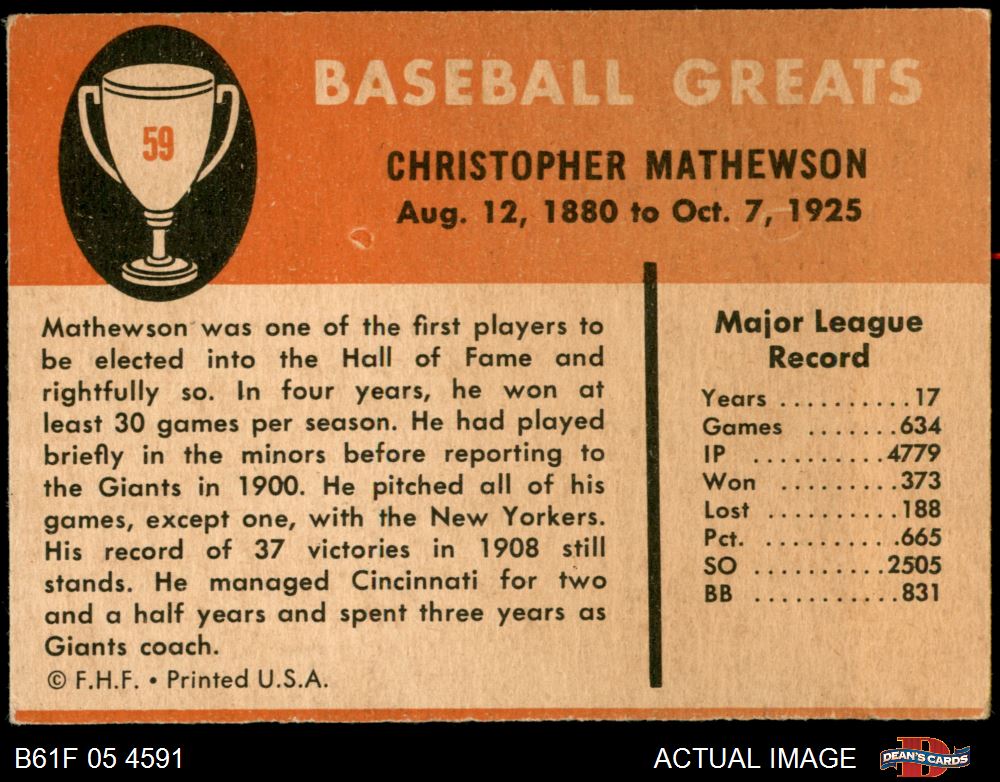 59
BASEBALL GREATS
CHRISTOPHER MATHEWSON
Aug. 12, 1880 to Oct. 7, 1925
Mathewson was one of the first players to
be elected into the Hall of Fame and
rightfully so. In four years, he won at
least 30 games per season. He had played
briefly in the minors before reporting to
the Giants in 1900. He pitched all of his
games, except one, with the New Yorkers.
His record of 37 victories in 1908 still
stands. He managed Cincinnati for two
and a half years and spent three years as
Giants coach.
© F.H.F. • Printed U.S.A.
Major League
Record
Years ..........17
Games .......634
IP ..........4779
Won .........373
Lost ..........188
Pct. ..........665
SO ..........2505
BB ...........831
B61F 05 4591
ACTUAL IMAGE
DEAN'S CARDS